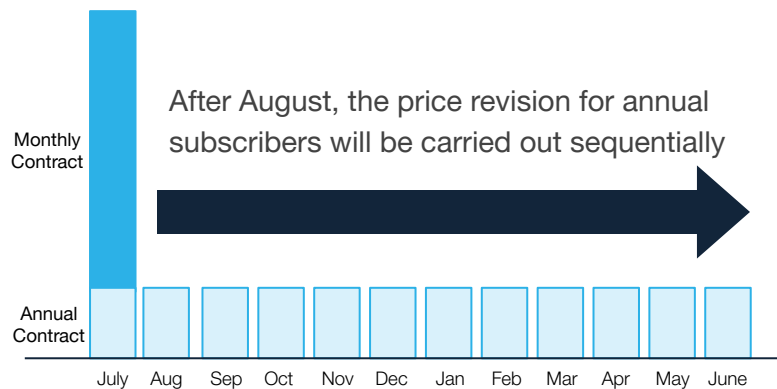 After August, the price revision for annual
subscribers will be carried out sequentially
Monthly
Contract
Annual
Contract
July Aug Sep Oct Nov Dec Jan Feb Mar Apr May June